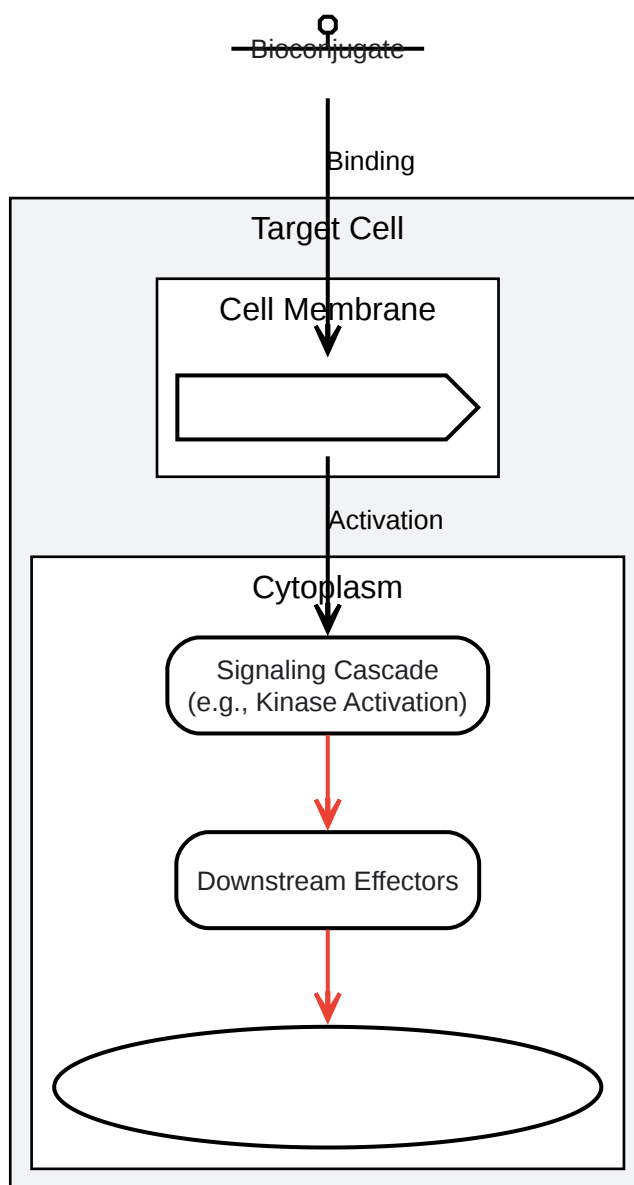 Bioconjugate
Binding
Target Cell
Cell Membrane
Activation
Cytoplasm
Signaling Cascade
(e.g., Kinase Activation)
Downstream Effectors